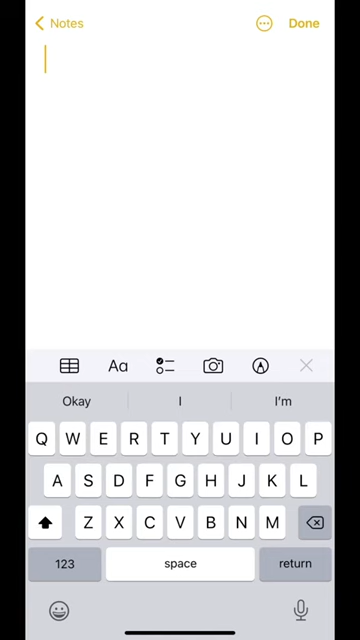 Notes Done
Okay I I'm
Q W E R T Y U I O P
A S D F G H J K L
Z X C V B N M
123 space return
Aa